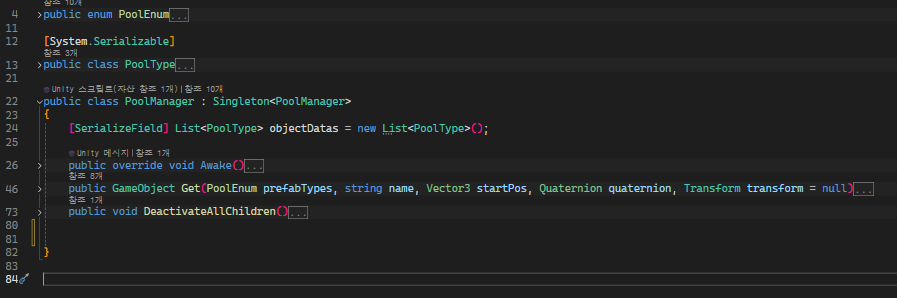 참조 10개
4 public enum PoolEnum...
11
12 [System.Serializable]
참조 3개
13 public class PoolType...
21
Unity 스크립트(자산 참조 1개)|참조 10개
22 public class PoolManager : Singleton<PoolManager>
23 {
24 [SerializeField] List<PoolType> objectDatas = new List<PoolType>();
25
Unity 메시지|참조 1개
26 public override void Awake()...
참조 8개
46 public GameObject Get(PoolEnum prefabTypes, string name, Vector3 startPos, Quaternion quaternion, Transform transform = null)...
참조 1개
73 public void DeactivateAllChildren()...
80
81
82 }
83
84